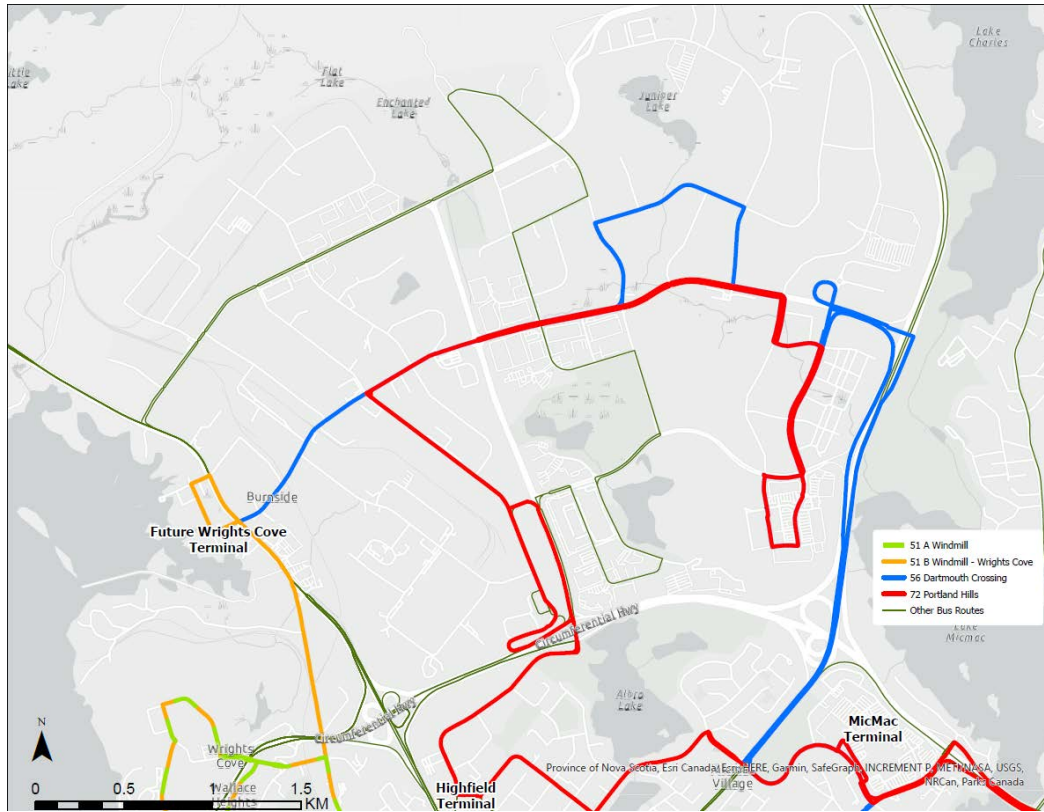 Lake
Charles
Flat
Lake
Lake
Enchanted
Lake
Juniper
Lake
Burnside
Future Wrights Cove
Terminal
51 A Windmill
51 B Windmill - Wrights Cove
56 Dartmouth Crossing
72 Portland Hills
Other Bus Routes
Lake
Micmac
Circumferential Hwy
Circumferential Hwy
Albro
Lake
MicMac
Terminal
N
Wrights
Cove
Wallace
Heights
Highfield
Terminal
Village
Province of Nova Scotia, Esri Canada, Esri, HERE, Garmin, SafeGraph, INCREMENT P, METI/NASA, USGS,
NRCan, Parks Canada
0 0.5 1 1.5 KM